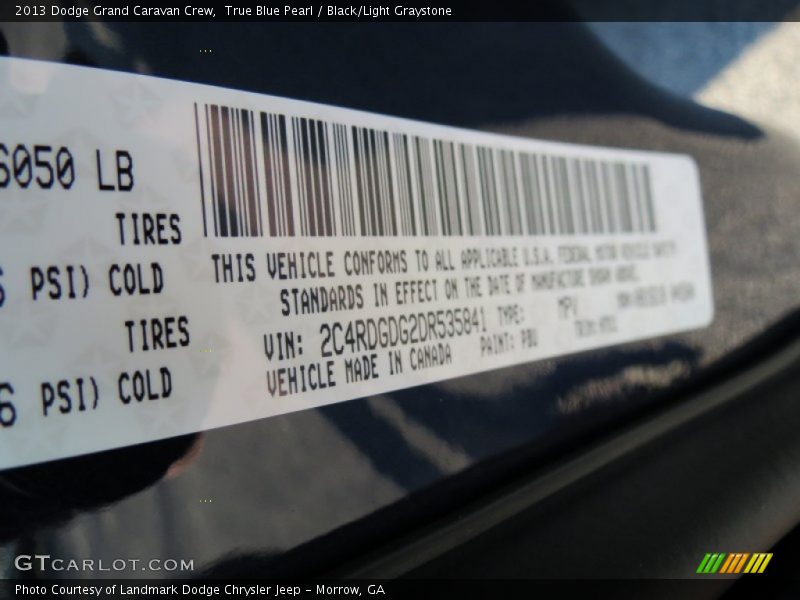 2013 Dodge Grand Caravan Crew,  True Blue Pearl / Black/Light Graystone
6050 LB
TIRES
PSI) COLD
TIRES
6 PSI) COLD
THIS VEHICLE CONFORMS TO ALL APPLICABLE U.S.A. FEDERAL MOTOR VEHICLE SAFETY
STANDARDS IN EFFECT ON THE DATE OF MANUFACTURE SHOWN ABOVE.
VIN: 2C4RDGDG2DR535841 TYPE: MPV
VEHICLE MADE IN CANADA PAINT: PBU
GTCARLOT.COM
Photo Courtesy of Landmark Dodge Chrysler Jeep - Morrow, GA